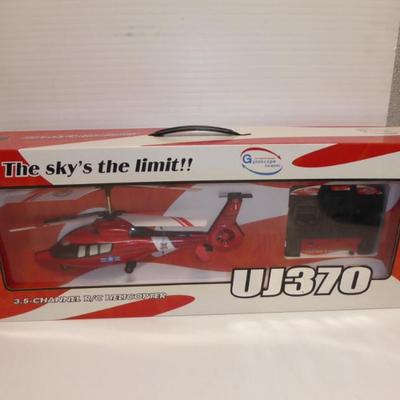 The sky's the limit!!
Gyroscope
3.5-CHANNEL R/C HELICOPTER
UJ370